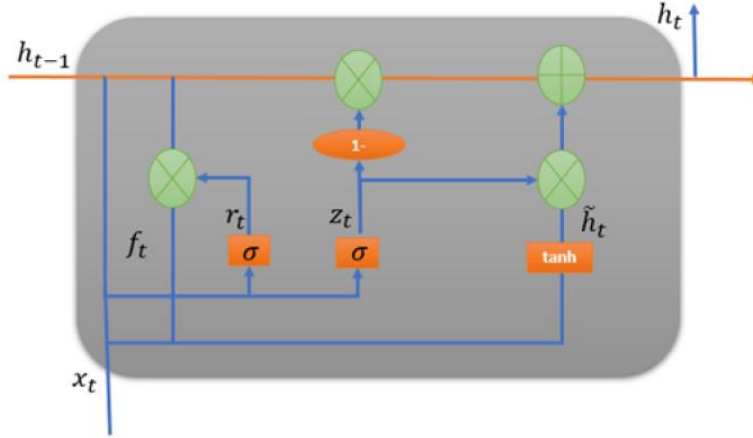 h_t
h_{t−1}
1-
r_t
z_t
h̃_t
f_t
σ
σ
tanh
x_t